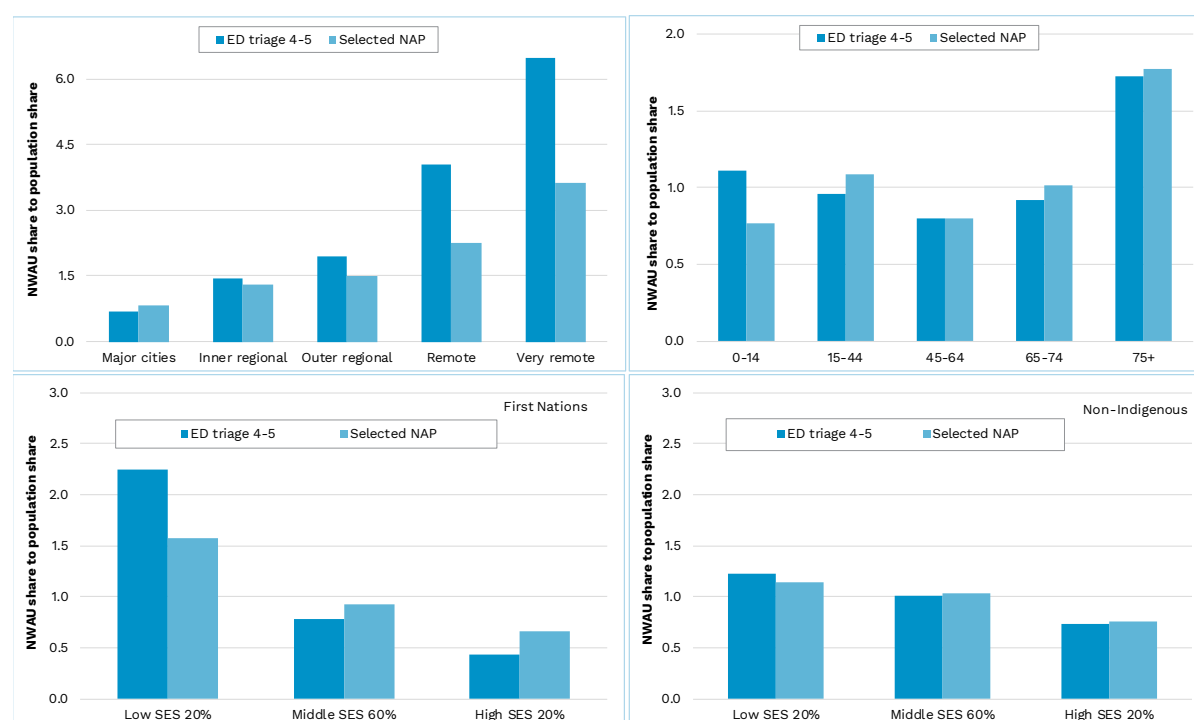 ED triage 4-5 Selected NAP
NWAU share to population share
6.0
4.5
3.0
1.5
0.0
Major cities Inner regional Outer regional Remote Very remote
ED triage 4-5 Selected NAP
NWAU share to population share
2.0
1.5
1.0
0.5
0.0
0-14 15-44 45-64 65-74 75+
First Nations
ED triage 4-5 Selected NAP
NWAU share to population share
3.0
2.5
2.0
1.5
1.0
0.5
0.0
Low SES 20% Middle SES 60% High SES 20%
Non-Indigenous
ED triage 4-5 Selected NAP
NWAU share topopulation share
3.0
2.5
2.0
1.5
1.0
0.5
0.0
Low SES 20% Middle SES 60% High SES 20%